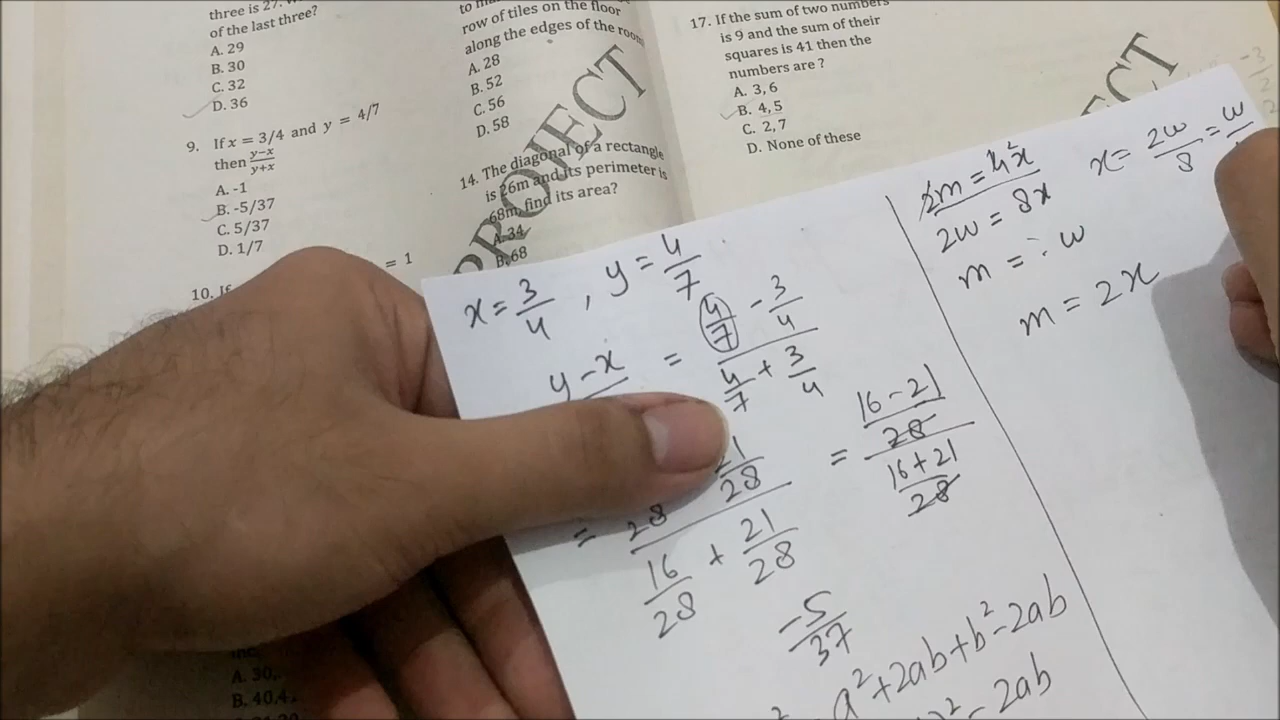 three is 27.
of the last three?
A. 29
B. 30
C. 32
D. 36
9. If x = 3/4 and y = 4/7
then y−x/y+x
A. -1
B. -5/37
C. 5/37
D. 1/7
10. If
= 1
A. 30,
B. 40,4
to
row of tiles on the floor
along the edges of the room
A. 28
B. 52
C. 56
D. 58
14. The diagonal of a rectangle
is 26m and its perimeter is
68m, find its area?
A. 34
B. 68
PROJECT
17. If the sum of two numbers
is 9 and the sum of their
squares is 41 then the
numbers are ?
A. 3, 6
B. 4, 5
C. 2, 7
D. None of these
x = 3/4 , y = 4/7
y − x = 4/7 − 3/4
4/7 + 3/4
= 28 21/28 = 16 − 21/28
16/28 + 21/28 16 + 21/28
−5/37
a² + 2ab + b² − 2ab
² − 2ab
2m = 4x
2w = 8x
m = w
m = 2x
x = 2w/8 = w